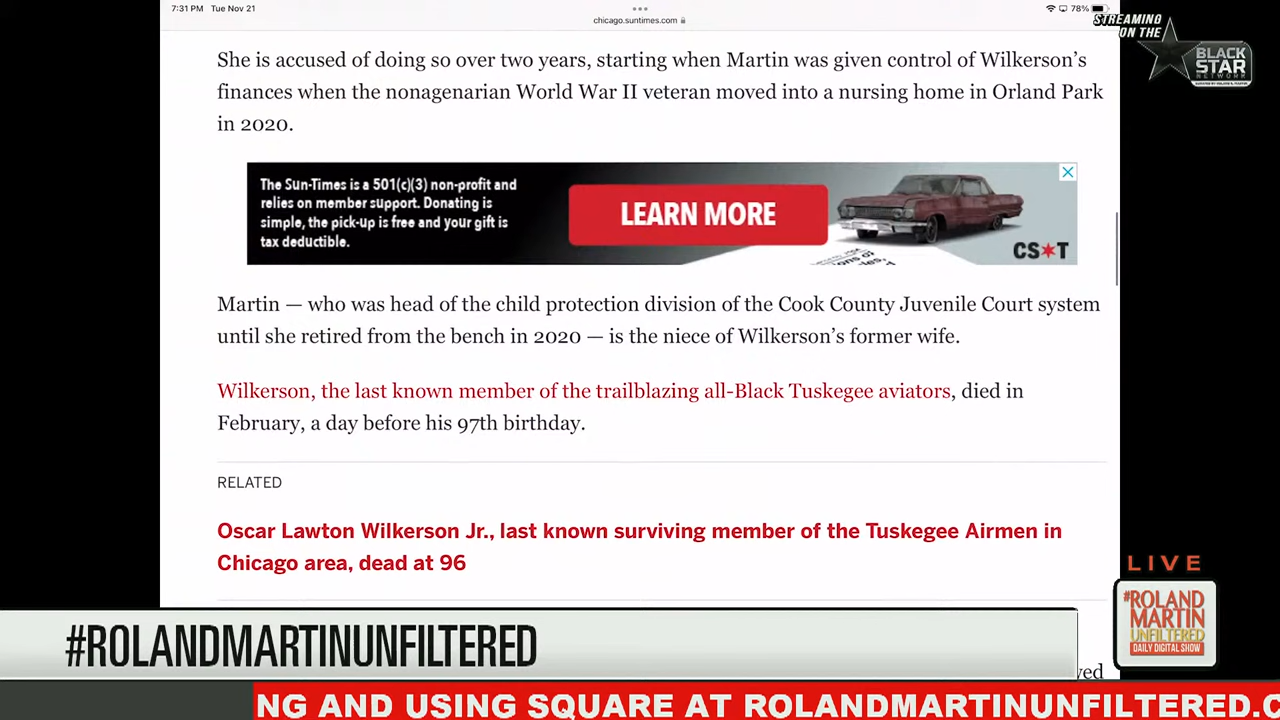 7:31 PM Tue Nov 21
78%
chicago.suntimes.com
STREAMING
ON THE
BLACK
STAR
NETWORK
She is accused of doing so over two years, starting when Martin was given control of Wilkerson’s
finances when the nonagenarian World War II veteran moved into a nursing home in Orland Park
in 2020.
The Sun-Times is a 501(c)(3) non-profit and
relies on member support. Donating is
simple, the pick-up is free and your gift is
tax deductible.
LEARN MORE
CS★T
Martin — who was head of the child protection division of the Cook County Juvenile Court system
until she retired from the bench in 2020 — is the niece of Wilkerson’s former wife.
Wilkerson, the last known member of the trailblazing all-Black Tuskegee aviators, died in
February, a day before his 97th birthday.
RELATED
Oscar Lawton Wilkerson Jr., last known surviving member of the Tuskegee Airmen in
Chicago area, dead at 96
LIVE
#ROLAND
MARTIN
UNFILTERED
DAILY DIGITAL SHOW
#ROLANDMARTINUNFILTERED
NG AND USING SQUARE AT ROLANDMARTINUNFILTERED.C